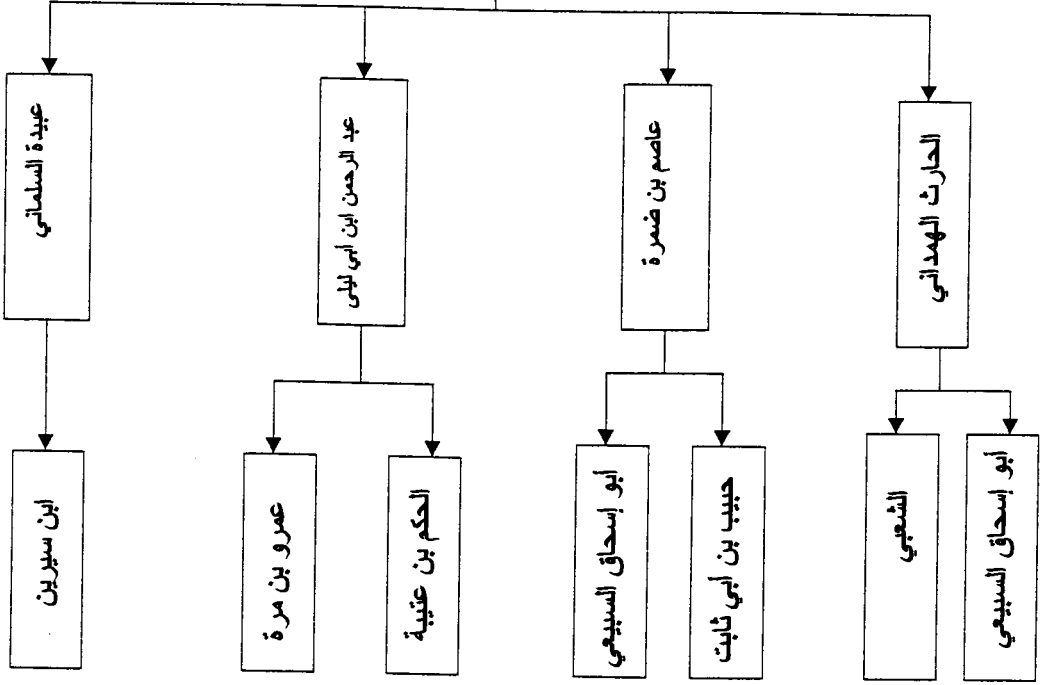 الحارث الهمداني
عاصم بن ضمرة
عبد الرحمن ابن ابي ليلى
عبيدة السلماني
أبو إسحاق السبيعي
الشعبي
حبيب بن أبي ثابت
أبو إسحاق السبيعي
الحكم بن عتيبة
عمرو بن مرة
ابن سيرين